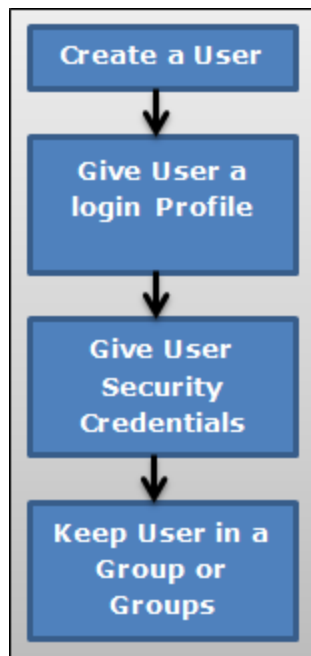 Create a User
Give User a
login Profile
Give User
Security
Credentials
Keep User in a
Group or
Groups